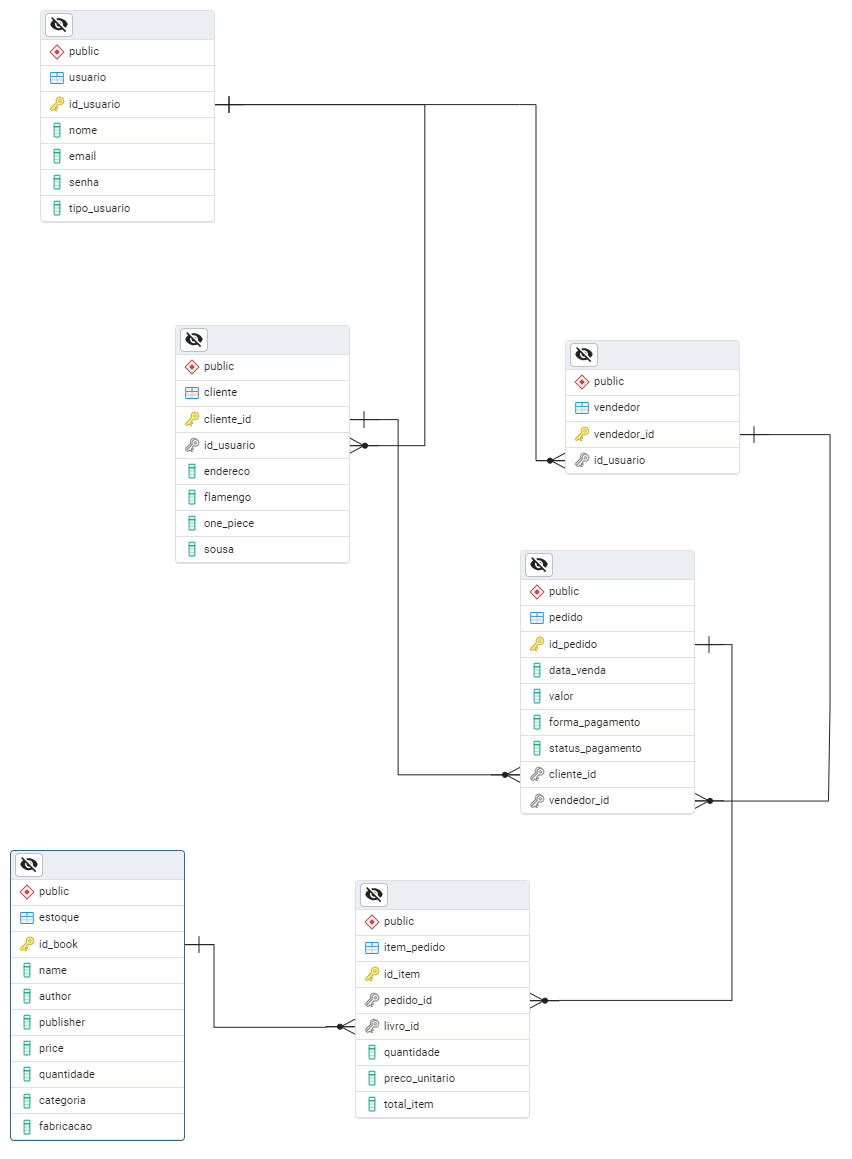 public
usuario
id_usuario
nome
email
senha
tipo_usuario
public
cliente
cliente_id
id_usuario
endereco
flamengo
one_piece
sousa
public
vendedor
vendedor_id
id_usuario
public
pedido
id_pedido
data_venda
valor
forma_pagamento
status_pagamento
cliente_id
vendedor_id
public
estoque
id_book
name
author
publisher
price
quantidade
categoria
fabricacao
public
item_pedido
id_item
pedido_id
livro_id
quantidade
preco_unitario
total_item